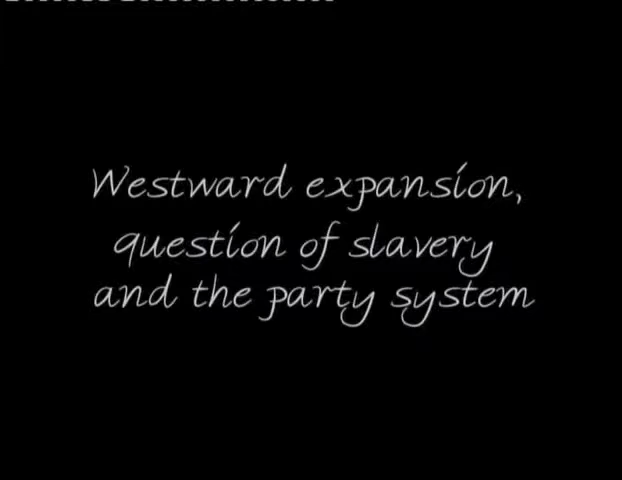 Westward expansion,
question of slavery
and the party system